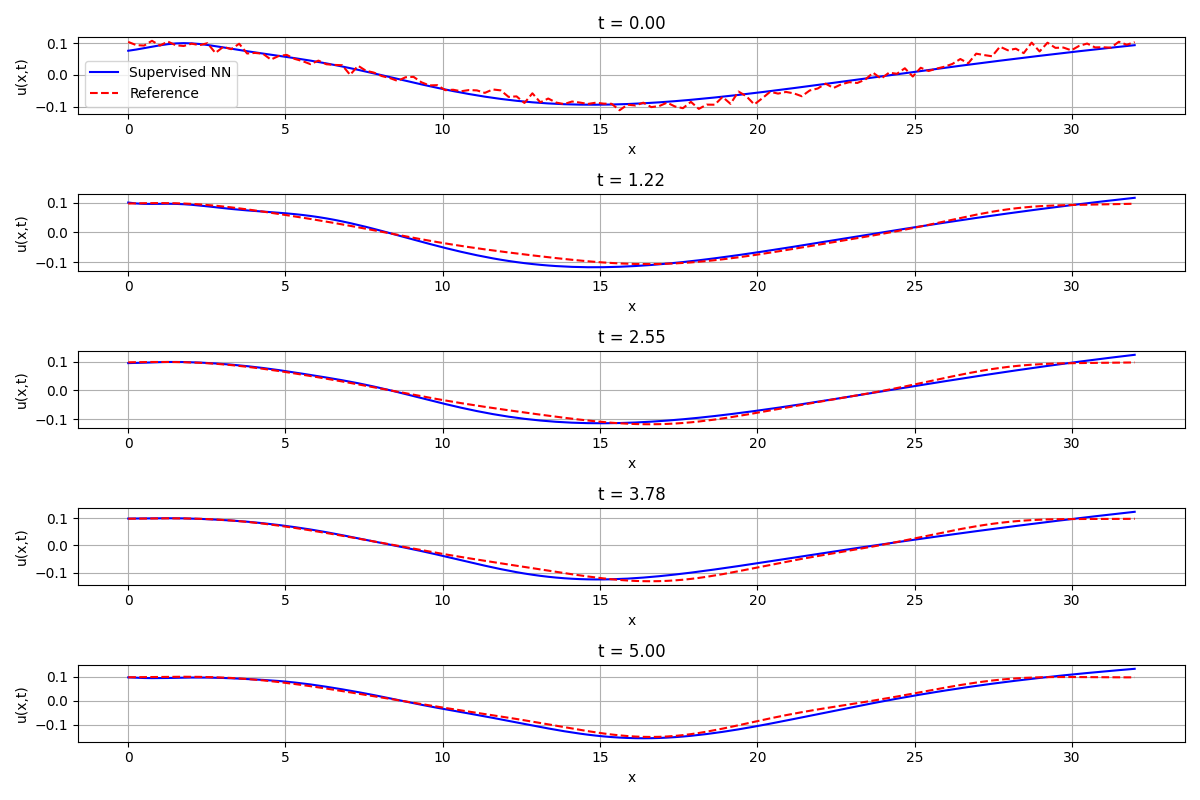 t = 0.00
u(x,t)
0.1
0.0
−0.1
Supervised NN
Reference
0 5 10 15 20 25 30
x
t = 1.22
u(x,t)
0.1
0.0
−0.1
0 5 10 15 20 25 30
x
t = 2.55
u(x,t)
0.1
0.0
−0.1
0 5 10 15 20 25 30
x
t = 3.78
u(x,t)
0.1
0.0
−0.1
0 5 10 15 20 25 30
x
t = 5.00
u(x,t)
0.1
0.0
−0.1
0 5 10 15 20 25 30
x